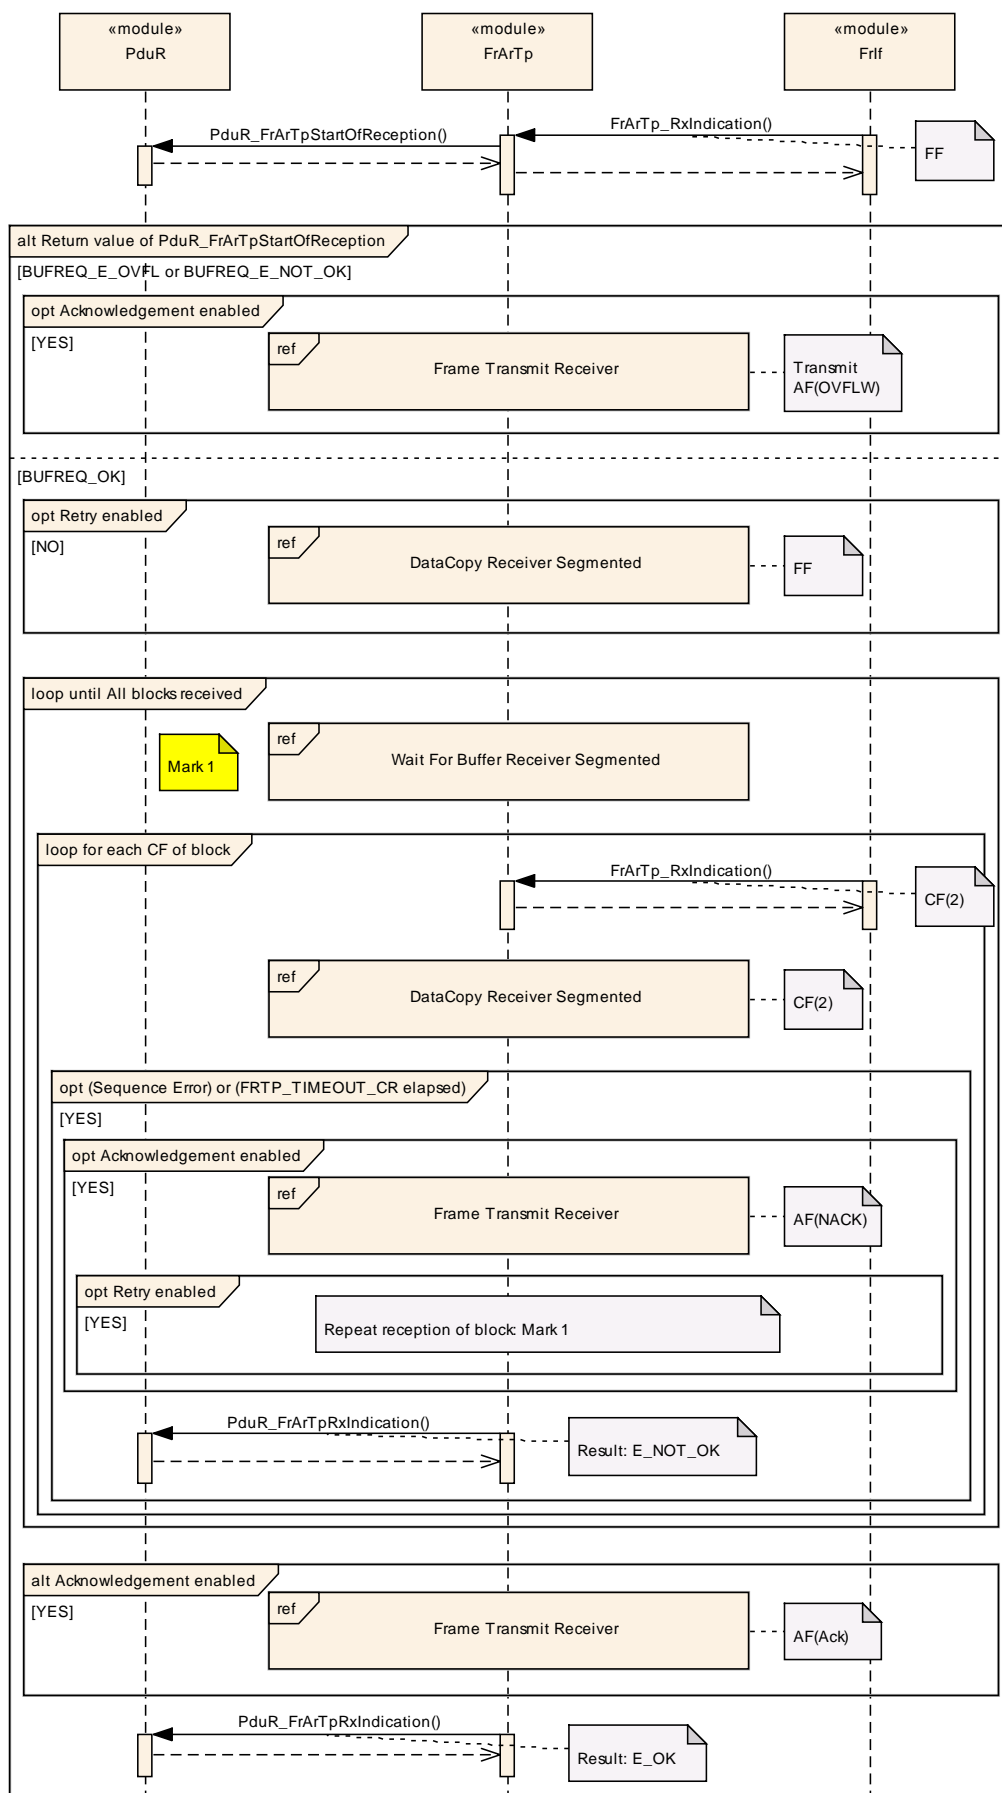 «module»
PduR
«module»
FrArTp
«module»
FrIf
PduR_FrArTpStartOfReception()
FrArTp_RxIndication()
FF
alt Return value of PduR_FrArTpStartOfReception
[BUFREQ_E_OVFL or BUFREQ_E_NOT_OK]
opt Acknowledgement enabled
[YES]
ref
Frame Transmit Receiver
Transmit
AF(OVFLW)
[BUFREQ_OK]
opt Retry enabled
[NO]
ref
DataCopy Receiver Segmented
FF
loop until All blocks received
Mark 1
ref
Wait For Buffer Receiver Segmented
loop for each CF of block
FrArTp_RxIndication()
CF(2)
ref
DataCopy Receiver Segmented
CF(2)
opt (Sequence Error) or (FRTP_TIMEOUT_CR elapsed)
[YES]
opt Acknowledgement enabled
[YES]
ref
Frame Transmit Receiver
AF(NACK)
opt Retry enabled
[YES]
Repeat reception of block: Mark 1
PduR_FrArTpRxIndication()
Result: E_NOT_OK
alt Acknowledgement enabled
[YES]
ref
Frame Transmit Receiver
AF(Ack)
PduR_FrArTpRxIndication()
Result: E_OK